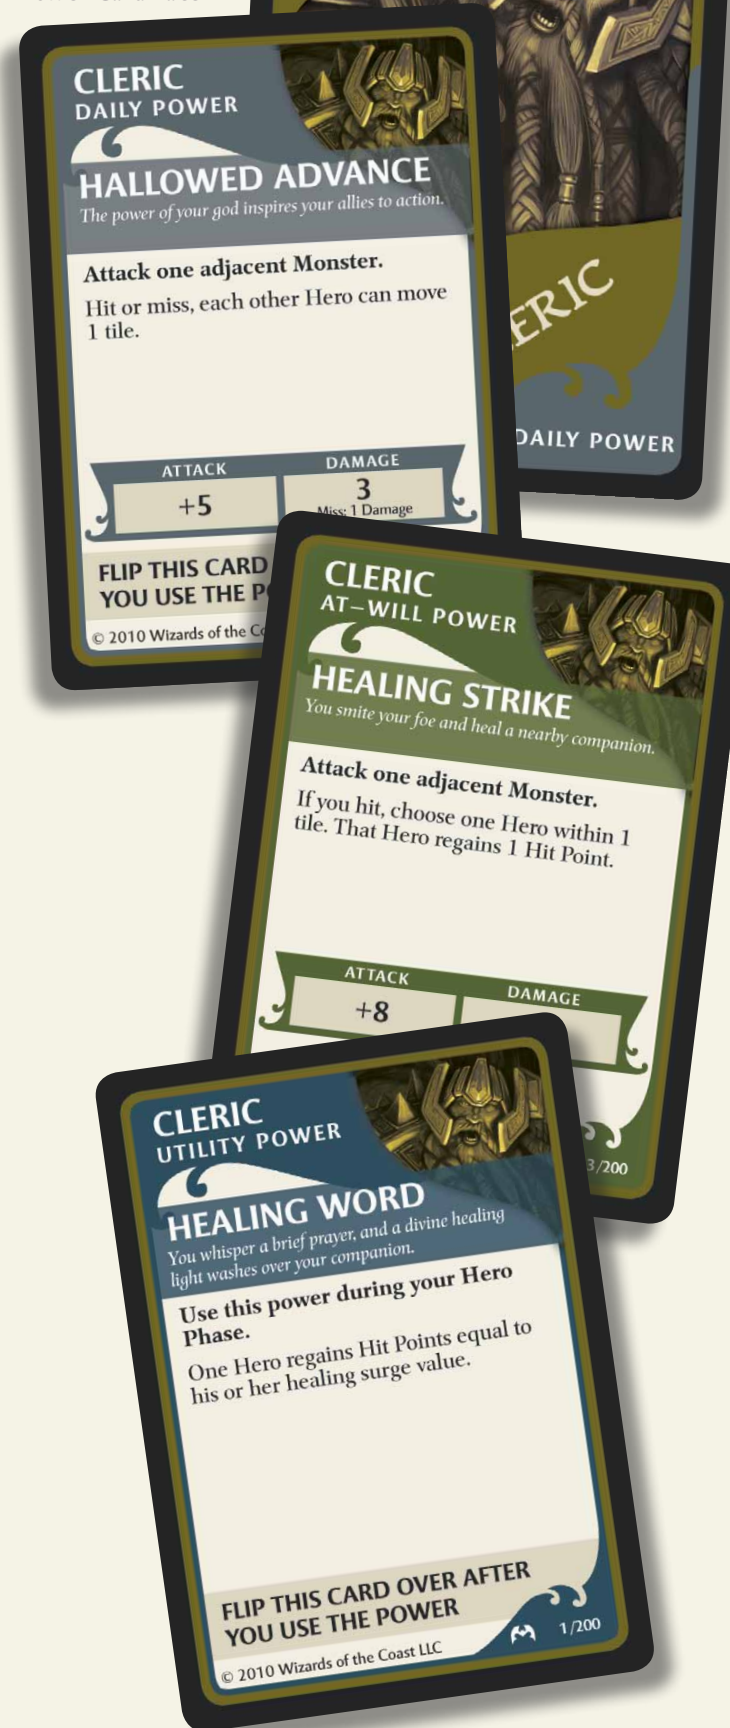 CLERIC
DAILY POWER
HALLOWED ADVANCE
The power of your god inspires your allies to action.
Attack one adjacent Monster.
Hit or miss, each other Hero can move
1 tile.
ATTACK
DAMAGE
+5
3
Miss: 1 Damage
FLIP THIS CARD
YOU USE THE
© 2010 Wizards of the
DAILY POWER
CLERIC
AT–WILL POWER
HEALING STRIKE
You smite your foe and heal a nearby companion.
Attack one adjacent Monster.
If you hit, choose one Hero within 1
tile. That Hero regains 1 Hit Point.
ATTACK
DAMAGE
+8
3/200
CLERIC
UTILITY POWER
HEALING WORD
You whisper a brief prayer, and a divine healing
light washes over your companion.
Use this power during your Hero
Phase.
One Hero regains Hit Points equal to
his or her healing surge value.
FLIP THIS CARD OVER AFTER
YOU USE THE POWER
© 2010 Wizards of the Coast LLC
1/200